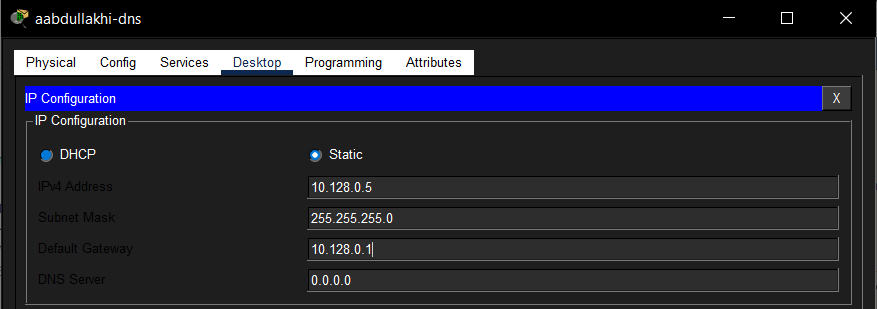 aabdullakhi-dns
Physical Config Services Desktop Programming Attributes
IP Configuration X
IP Configuration
DHCP Static
IPv4 Address 10.128.0.5
Subnet Mask 255.255.255.0
Default Gateway 10.128.0.1
DNS Server 0.0.0.0